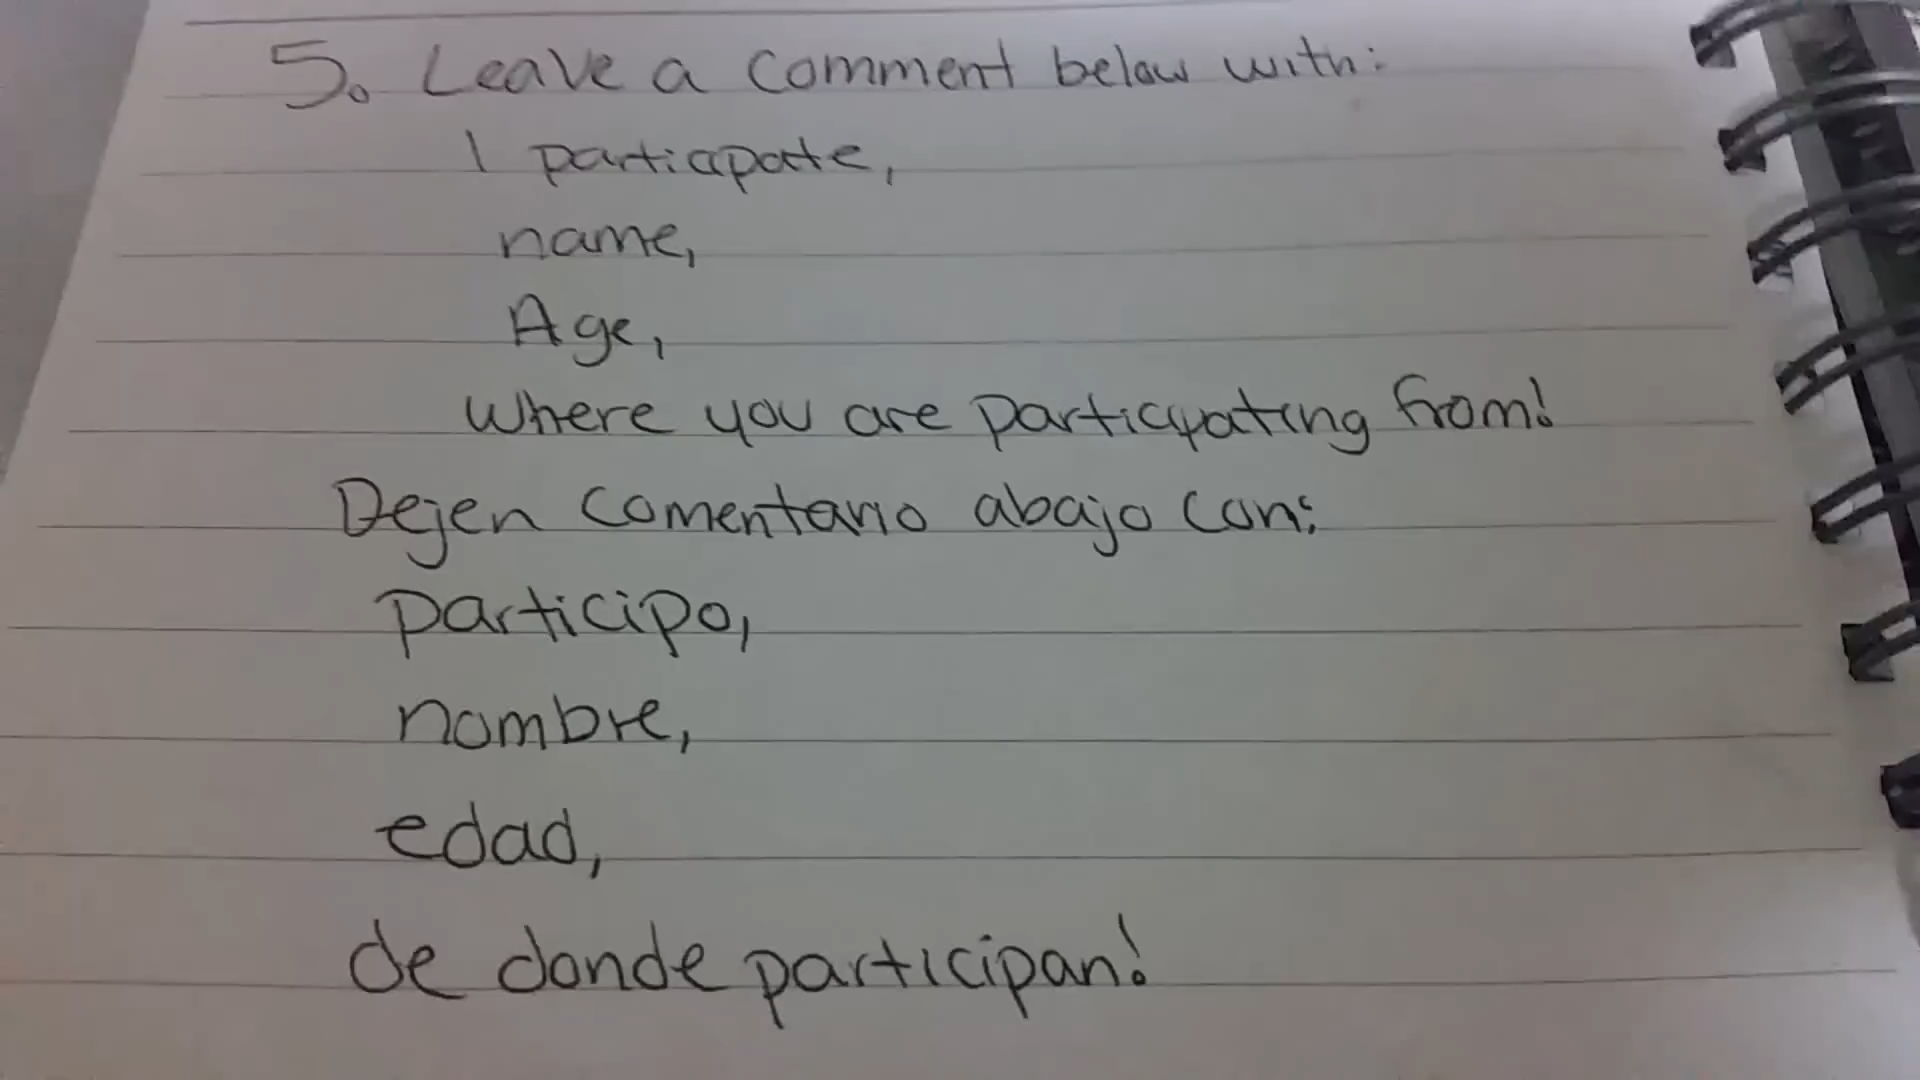 5. Leave a comment below with:
I participate,
name,
Age,
where you are participating from!
Dejen comentario abajo con:
participo,
nombre,
edad,
de donde participan!